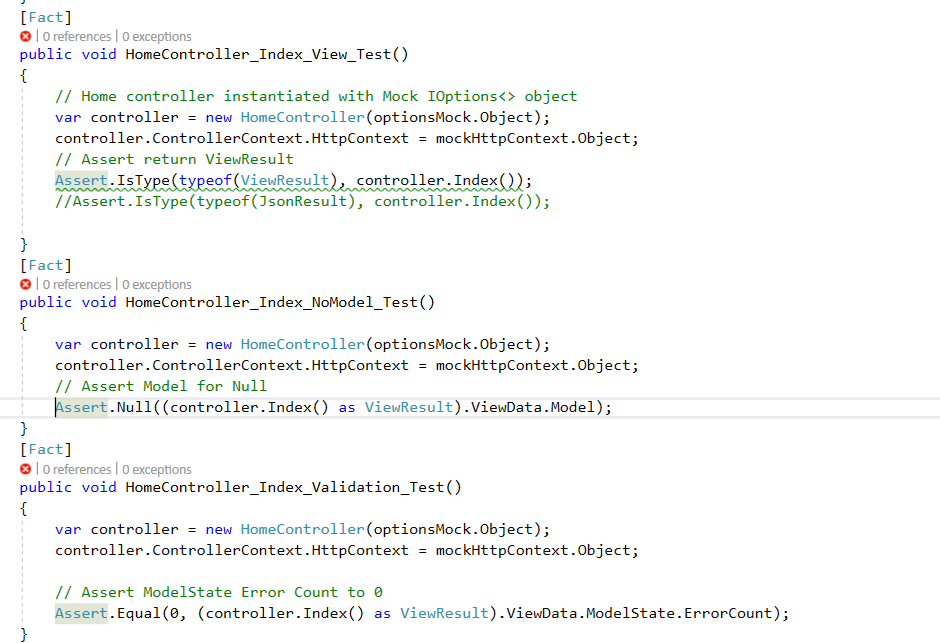 }
[Fact]
| 0 references | 0 exceptions
public void HomeController_Index_View_Test()
{
// Home controller instantiated with Mock IOptions<> object
var controller = new HomeController(optionsMock.Object);
controller.ControllerContext.HttpContext = mockHttpContext.Object;
// Assert return ViewResult
Assert.IsType(typeof(ViewResult), controller.Index());
//Assert.IsType(typeof(JsonResult), controller.Index());
}
[Fact]
| 0 references | 0 exceptions
public void HomeController_Index_NoModel_Test()
{
var controller = new HomeController(optionsMock.Object);
controller.ControllerContext.HttpContext = mockHttpContext.Object;
// Assert Model for Null
Assert.Null((controller.Index() as ViewResult).ViewData.Model);
}
[Fact]
| 0 references | 0 exceptions
public void HomeController_Index_Validation_Test()
{
var controller = new HomeController(optionsMock.Object);
controller.ControllerContext.HttpContext = mockHttpContext.Object;
// Assert ModelState Error Count to 0
Assert.Equal(0, (controller.Index() as ViewResult).ViewData.ModelState.ErrorCount);
}